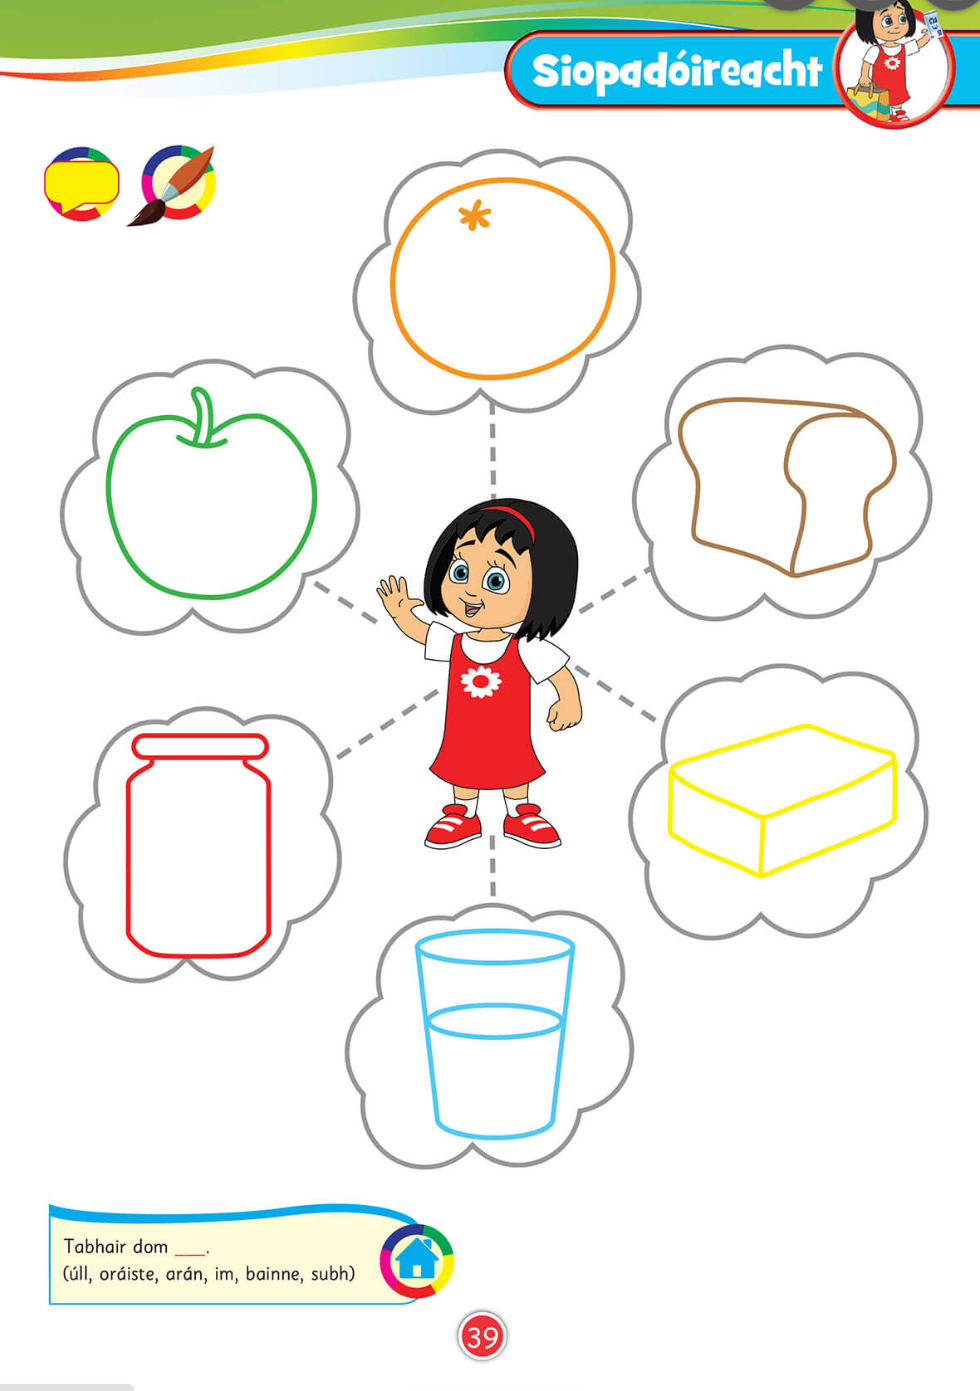 Siopadóireacht
Tabhair dom ___.
(úll, oráiste, arán, im, bainne, subh)
39